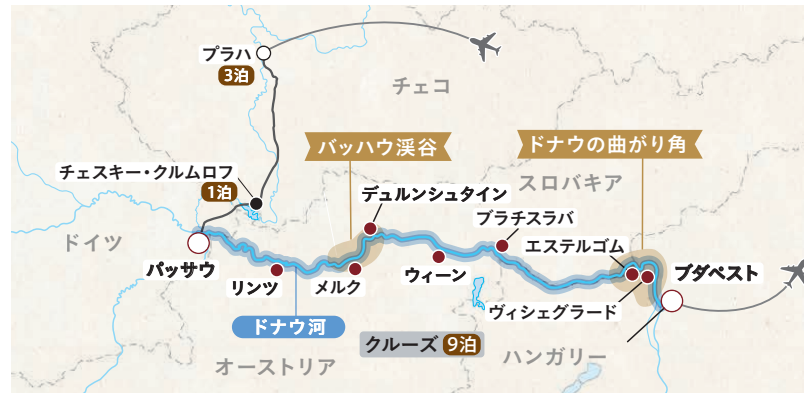 プラハ
3泊
チェコ
バッハウ渓谷
ドナウの曲がり角
チェスキー・クルムロフ
1泊
デュルンシュタイン
スロバキア
ブラチスラバ
ドイツ
エステルゴム
パッサウ
リンツ
メルク
ウィーン
ブダペスト
ヴィシェグラード
ドナウ河
クルーズ 9泊
オーストリア
ハンガリー